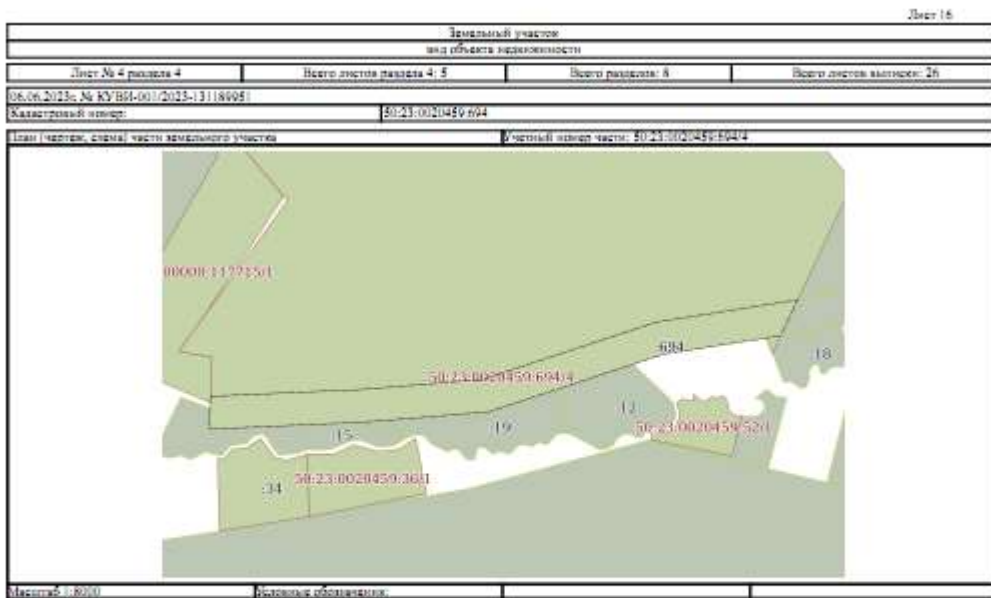 Лист 16
Земельный участок
вид объекта недвижимости
Лист № 4 раздела 4 Всего листов раздела 4: 5 Всего разделов: 8 Всего листов выписки: 26
06.06.2023г. № КУВИ-001/2023-131189951
Кадастровый номер: 50:23:0020459:694
План (чертеж, схема) части земельного участка Учетный номер части: 50:23:0020459:694/4
00000:117715/1
:694
:18
50:23:0020459:694/4
:12
:19
:15
50:23:0020459:52/1
50:23:0020459:36/1
:34
Масштаб 1:8000 Условные обозначения: